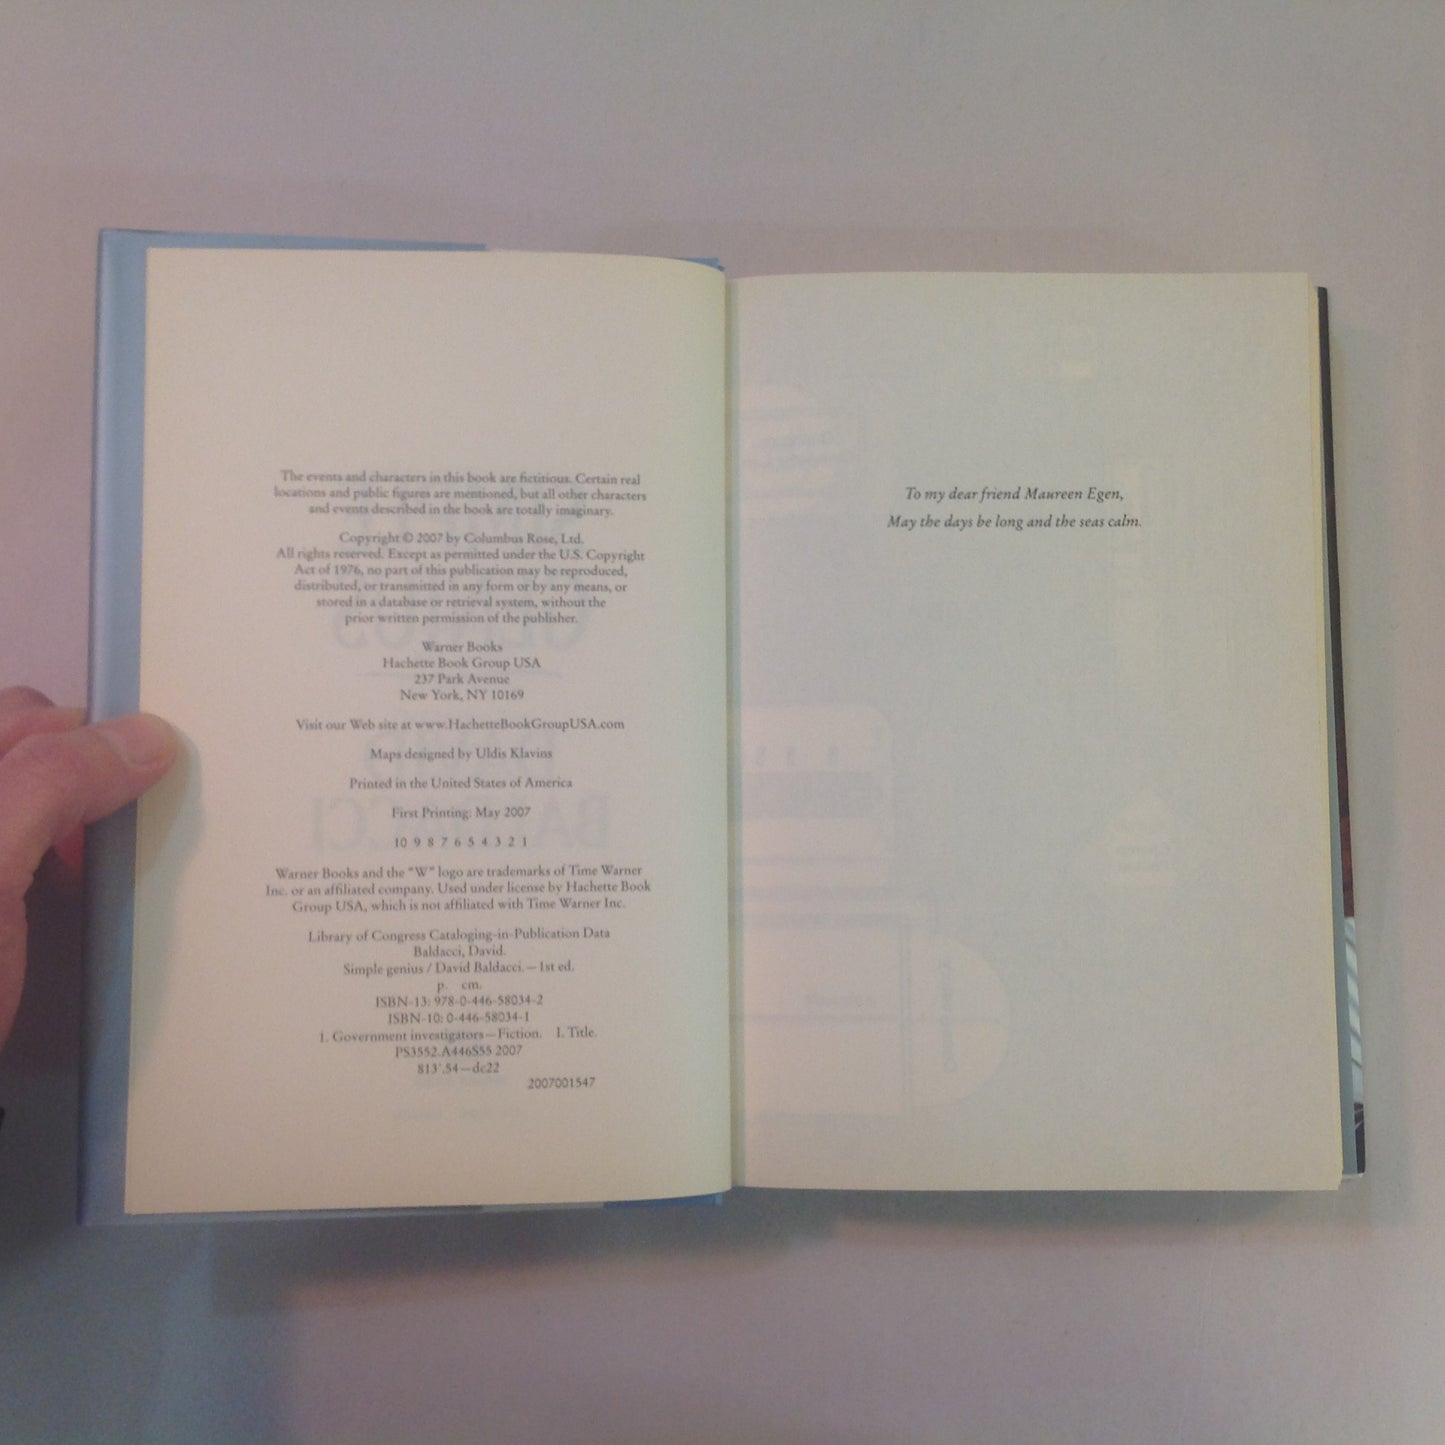 The events and characters in this book are fictitious. Certain real
locations and public figures are mentioned, but all other characters
and events described in the book are totally imaginary.
Copyright © 2007 by Columbus Rose, Ltd.
All rights reserved. Except as permitted under the U.S. Copyright
Act of 1976, no part of this publication may be reproduced,
distributed, or transmitted in any form or by any means, or
stored in a database or retrieval system, without the
prior written permission of the publisher.
Warner Books
Hachette Book Group USA
237 Park Avenue
New York, NY 10169
Visit our Web site at www.HachetteBookGroupUSA.com
Maps designed by Uldis Klavins
Printed in the United States of America
First Printing: May 2007
10 9 8 7 6 5 4 3 2 1
Warner Books and the “W” logo are trademarks of Time Warner
Inc. or an affiliated company. Used under license by Hachette Book
Group USA, which is not affiliated with Time Warner Inc.
Library of Congress Cataloging-in-Publication Data
Baldacci, David.
Simple genius / David Baldacci.—1st ed.
p. cm.
ISBN-13: 978-0-446-58034-2
ISBN-10: 0-446-58034-1
1. Government investigators—Fiction. I. Title.
PS3552.A446S55 2007
813'.54—dc22
2007001547
To my dear friend Maureen Egen,
May the days be long and the seas calm.